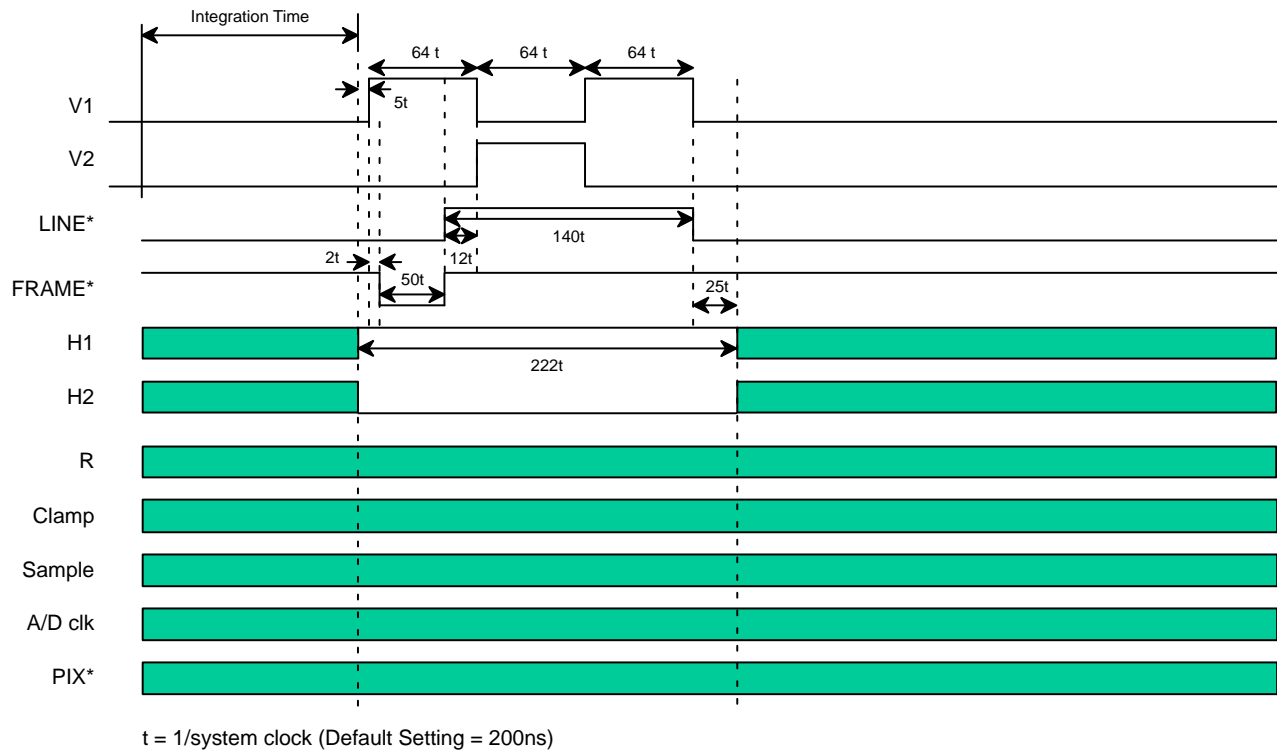 Integration Time
64 t 64 t 64 t
V1
5t
V2
LINE*
140t
2t 12t
FRAME* 50t 25t
H1
222t
H2
R
Clamp
Sample
A/D clk
PIX*
t = 1/system clock (Default Setting = 200ns)